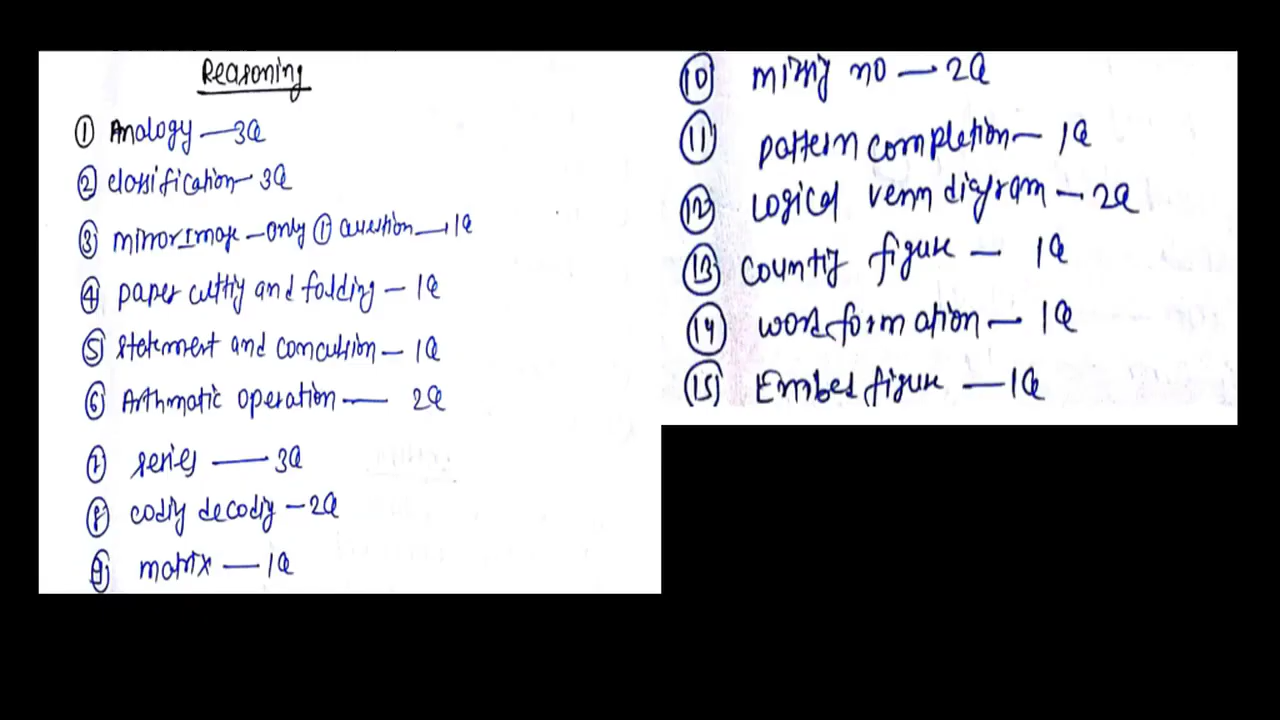 Reasoning
① Analogy — 3Q
② classification — 3Q
③ mirror Image — only ① Question — 1Q
④ paper cutting and folding — 1Q
⑤ statement and conclusion — 1Q
⑥ Arthmatic operation — 2Q
⑦ series — 3Q
⑧ coding decoding — 2Q
⑨ matrix — 1Q
⑩ missing no — 2Q
⑪ pattern completion — 1Q
⑫ Logical venn diagram — 2Q
⑬ counting figure — 1Q
⑭ word formation — 1Q
⑮ Embed figure — 1Q